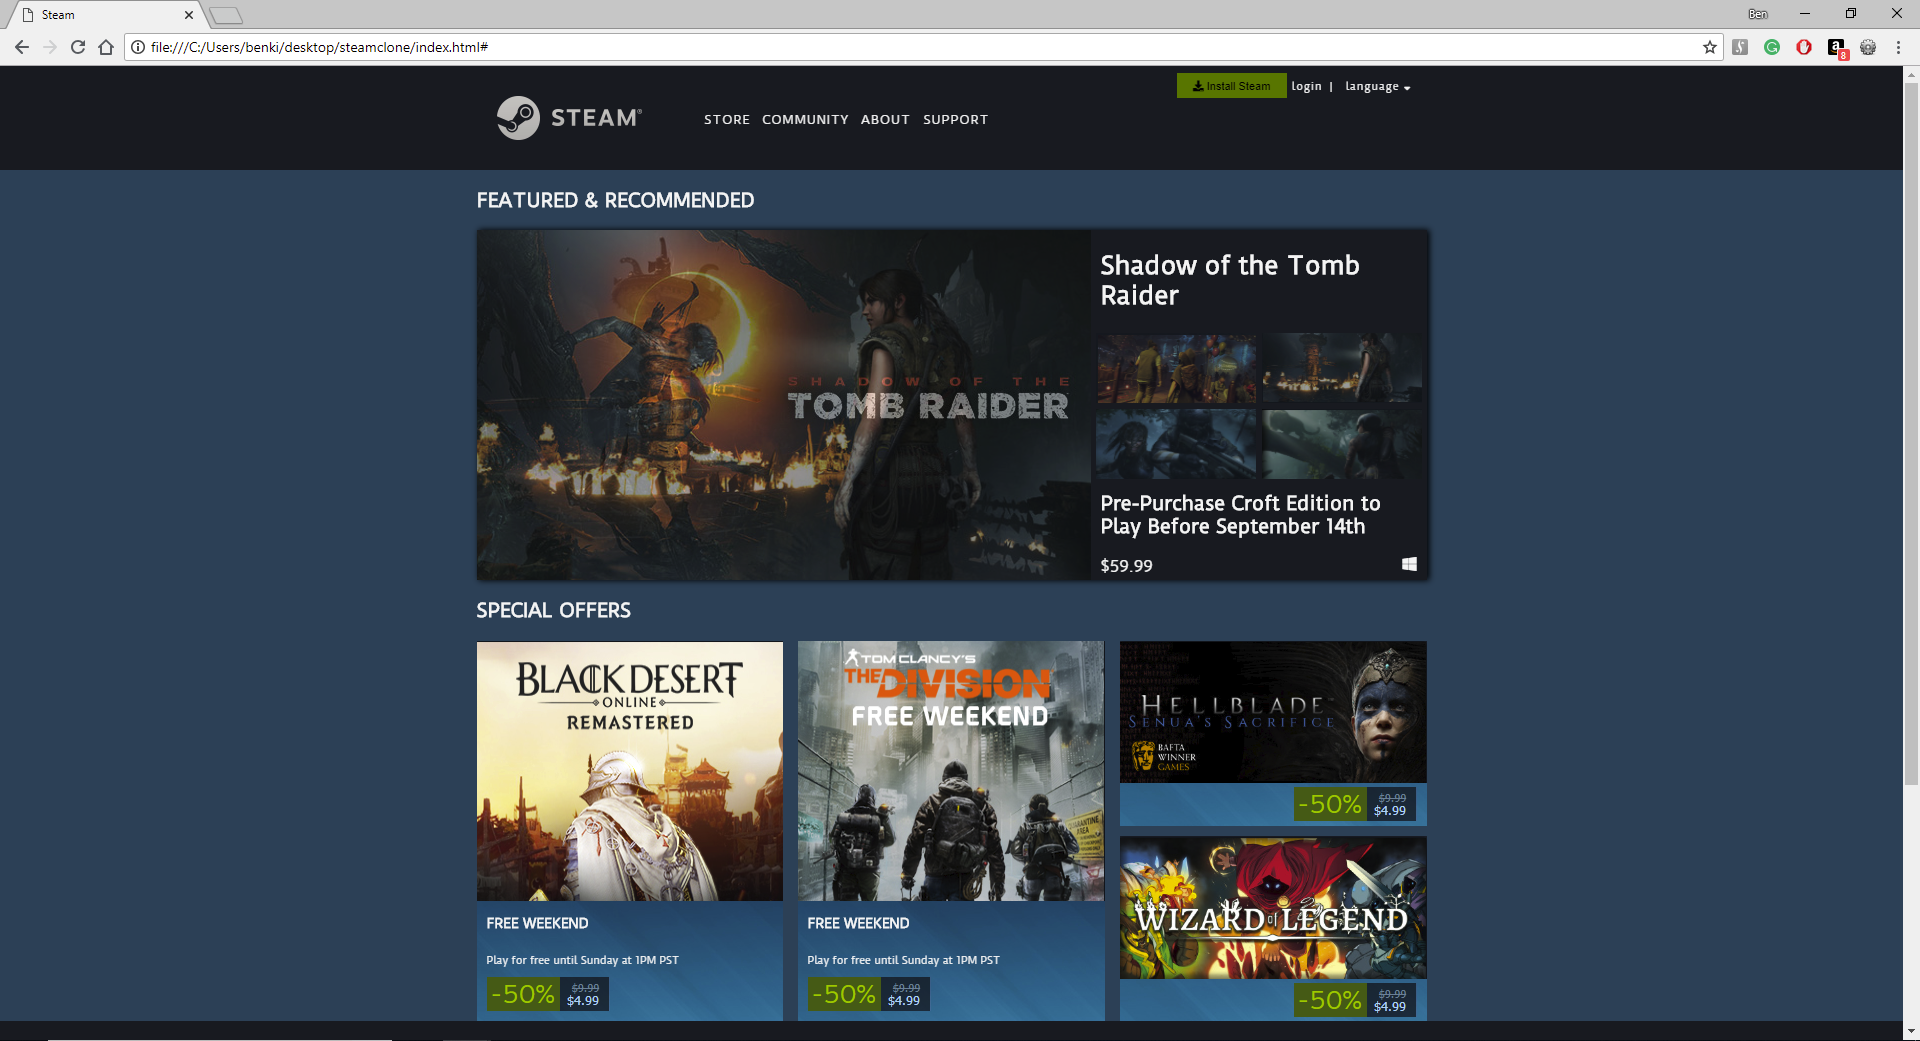 Steam
Ben
file:///C:/Users/benki/desktop/steamclone/index.html#
8
Install Steam login | language
STEAM®
STORE COMMUNITY ABOUT SUPPORT
FEATURED & RECOMMENDED
SHADOW OF THE
TOMB RAIDER
Shadow of the Tomb
Raider
Pre-Purchase Croft Edition to
Play Before September 14th
$59.99
SPECIAL OFFERS
BLACK DESERT
ONLINE
REMASTERED
FREE WEEKEND
Play for free until Sunday at 1PM PST
-50% $9.99
$4.99
TOM CLANCY'S
THE DIVISION
FREE WEEKEND
QUARANTINE
AREA
FREE WEEKEND
Play for free until Sunday at 1PM PST
-50% $9.99
$4.99
HELLBLADE™
SENUA'S SACRIFICE
BAFTA
WINNER
GAMES
-50% $9.99
$4.99
WIZARD of LEGEND
-50% $9.99
$4.99